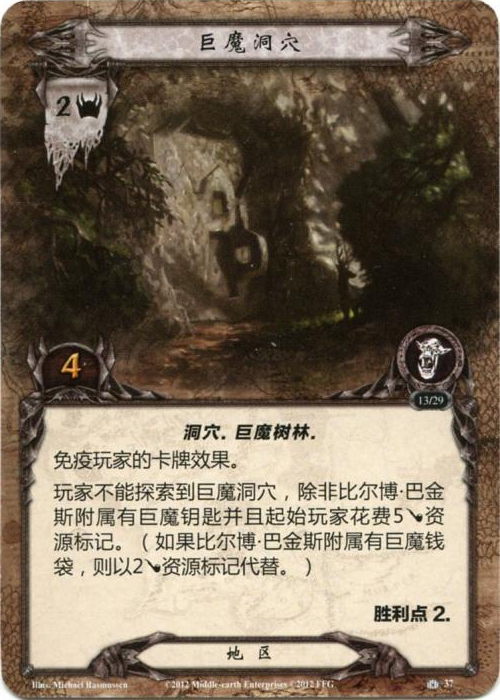 巨魔洞穴
2
4
13/29
洞穴. 巨魔树林.
免疫玩家的卡牌效果。
玩家不能探索到巨魔洞穴，除非比尔博·巴金
斯附属有巨魔钥匙并且起始玩家花费5资
源标记。（如果比尔博·巴金斯附属有巨魔钱
袋，则以2资源标记代替。）
胜利点 2.
地区
Illus. Michael Rasmussen ©2012 Middle-earth Enterprises ©2012 FFG 37